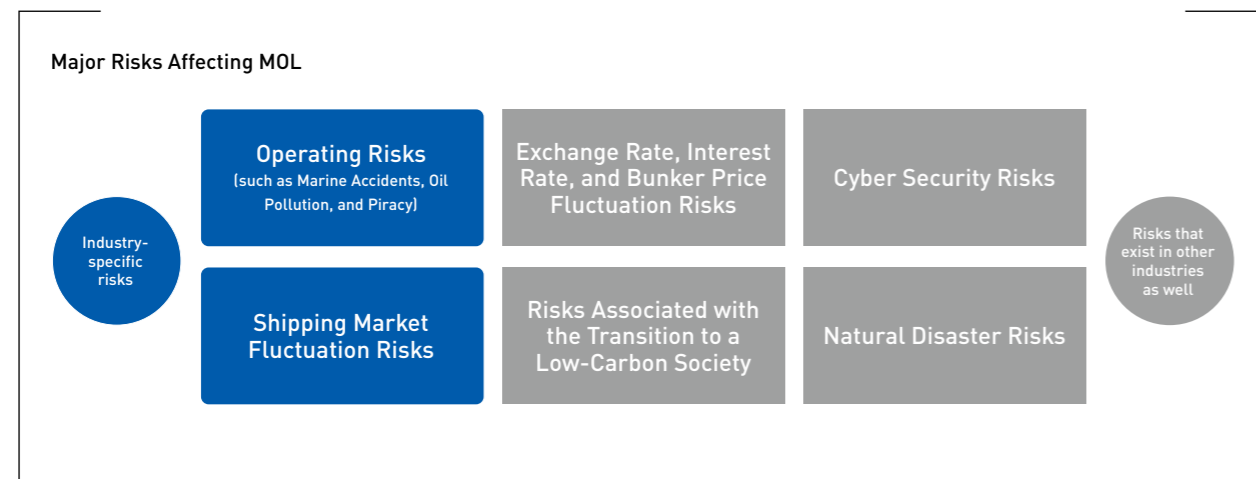 Major Risks Affecting MOL
Industry-
specific
risks
Operating Risks
(such as Marine Accidents, Oil
Pollution, and Piracy)
Exchange Rate, Interest
Rate, and Bunker Price
Fluctuation Risks
Cyber Security Risks
Shipping Market
Fluctuation Risks
Risks Associated with
the Transition to a
Low-Carbon Society
Natural Disaster Risks
Risks that
exist in other
industries
as well